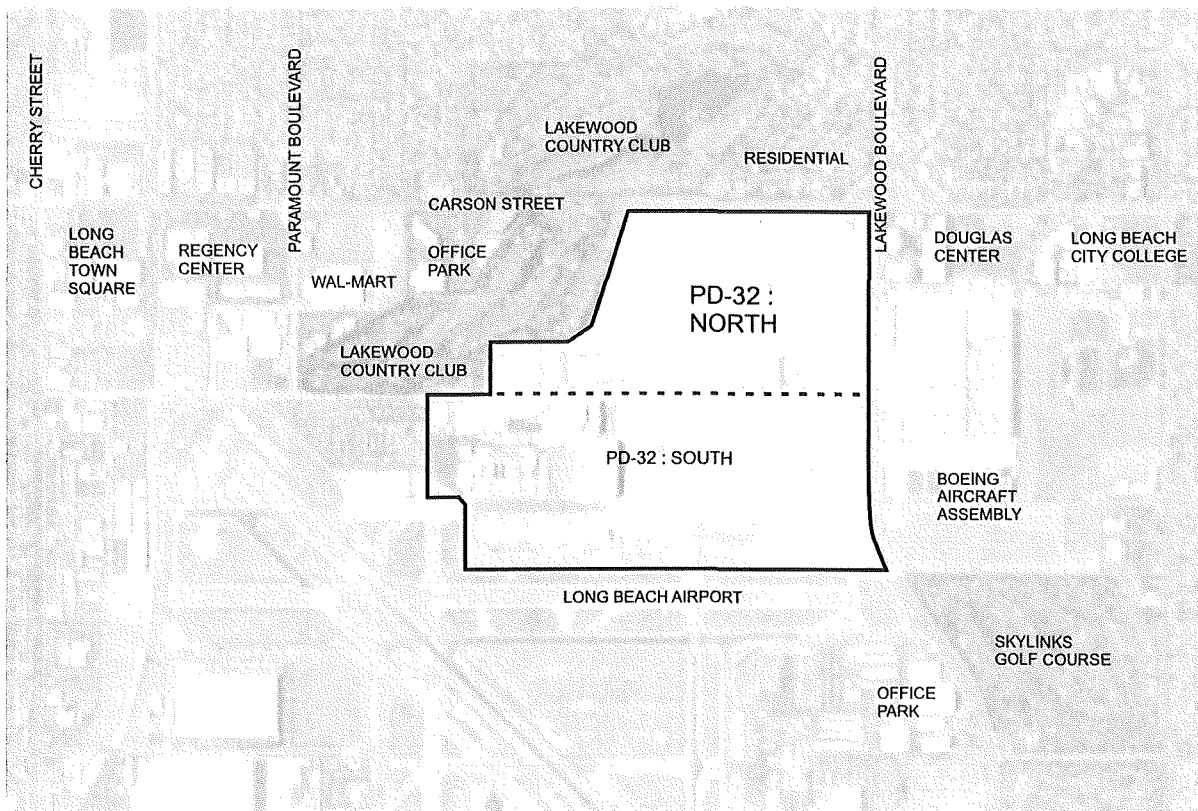 CHERRY STREET
PARAMOUNT BOULEVARD
LAKEWOOD BOULEVARD
LAKEWOOD
COUNTRY CLUB
RESIDENTIAL
CARSON STREET
LONG
BEACH
TOWN
SQUARE
REGENCY
CENTER
WAL-MART
OFFICE
PARK
DOUGLAS
CENTER
LONG BEACH
CITY COLLEGE
PD-32 :
NORTH
LAKEWOOD
COUNTRY CLUB
PD-32 : SOUTH
BOEING
AIRCRAFT
ASSEMBLY
LONG BEACH AIRPORT
SKYLINKS
GOLF COURSE
OFFICE
PARK